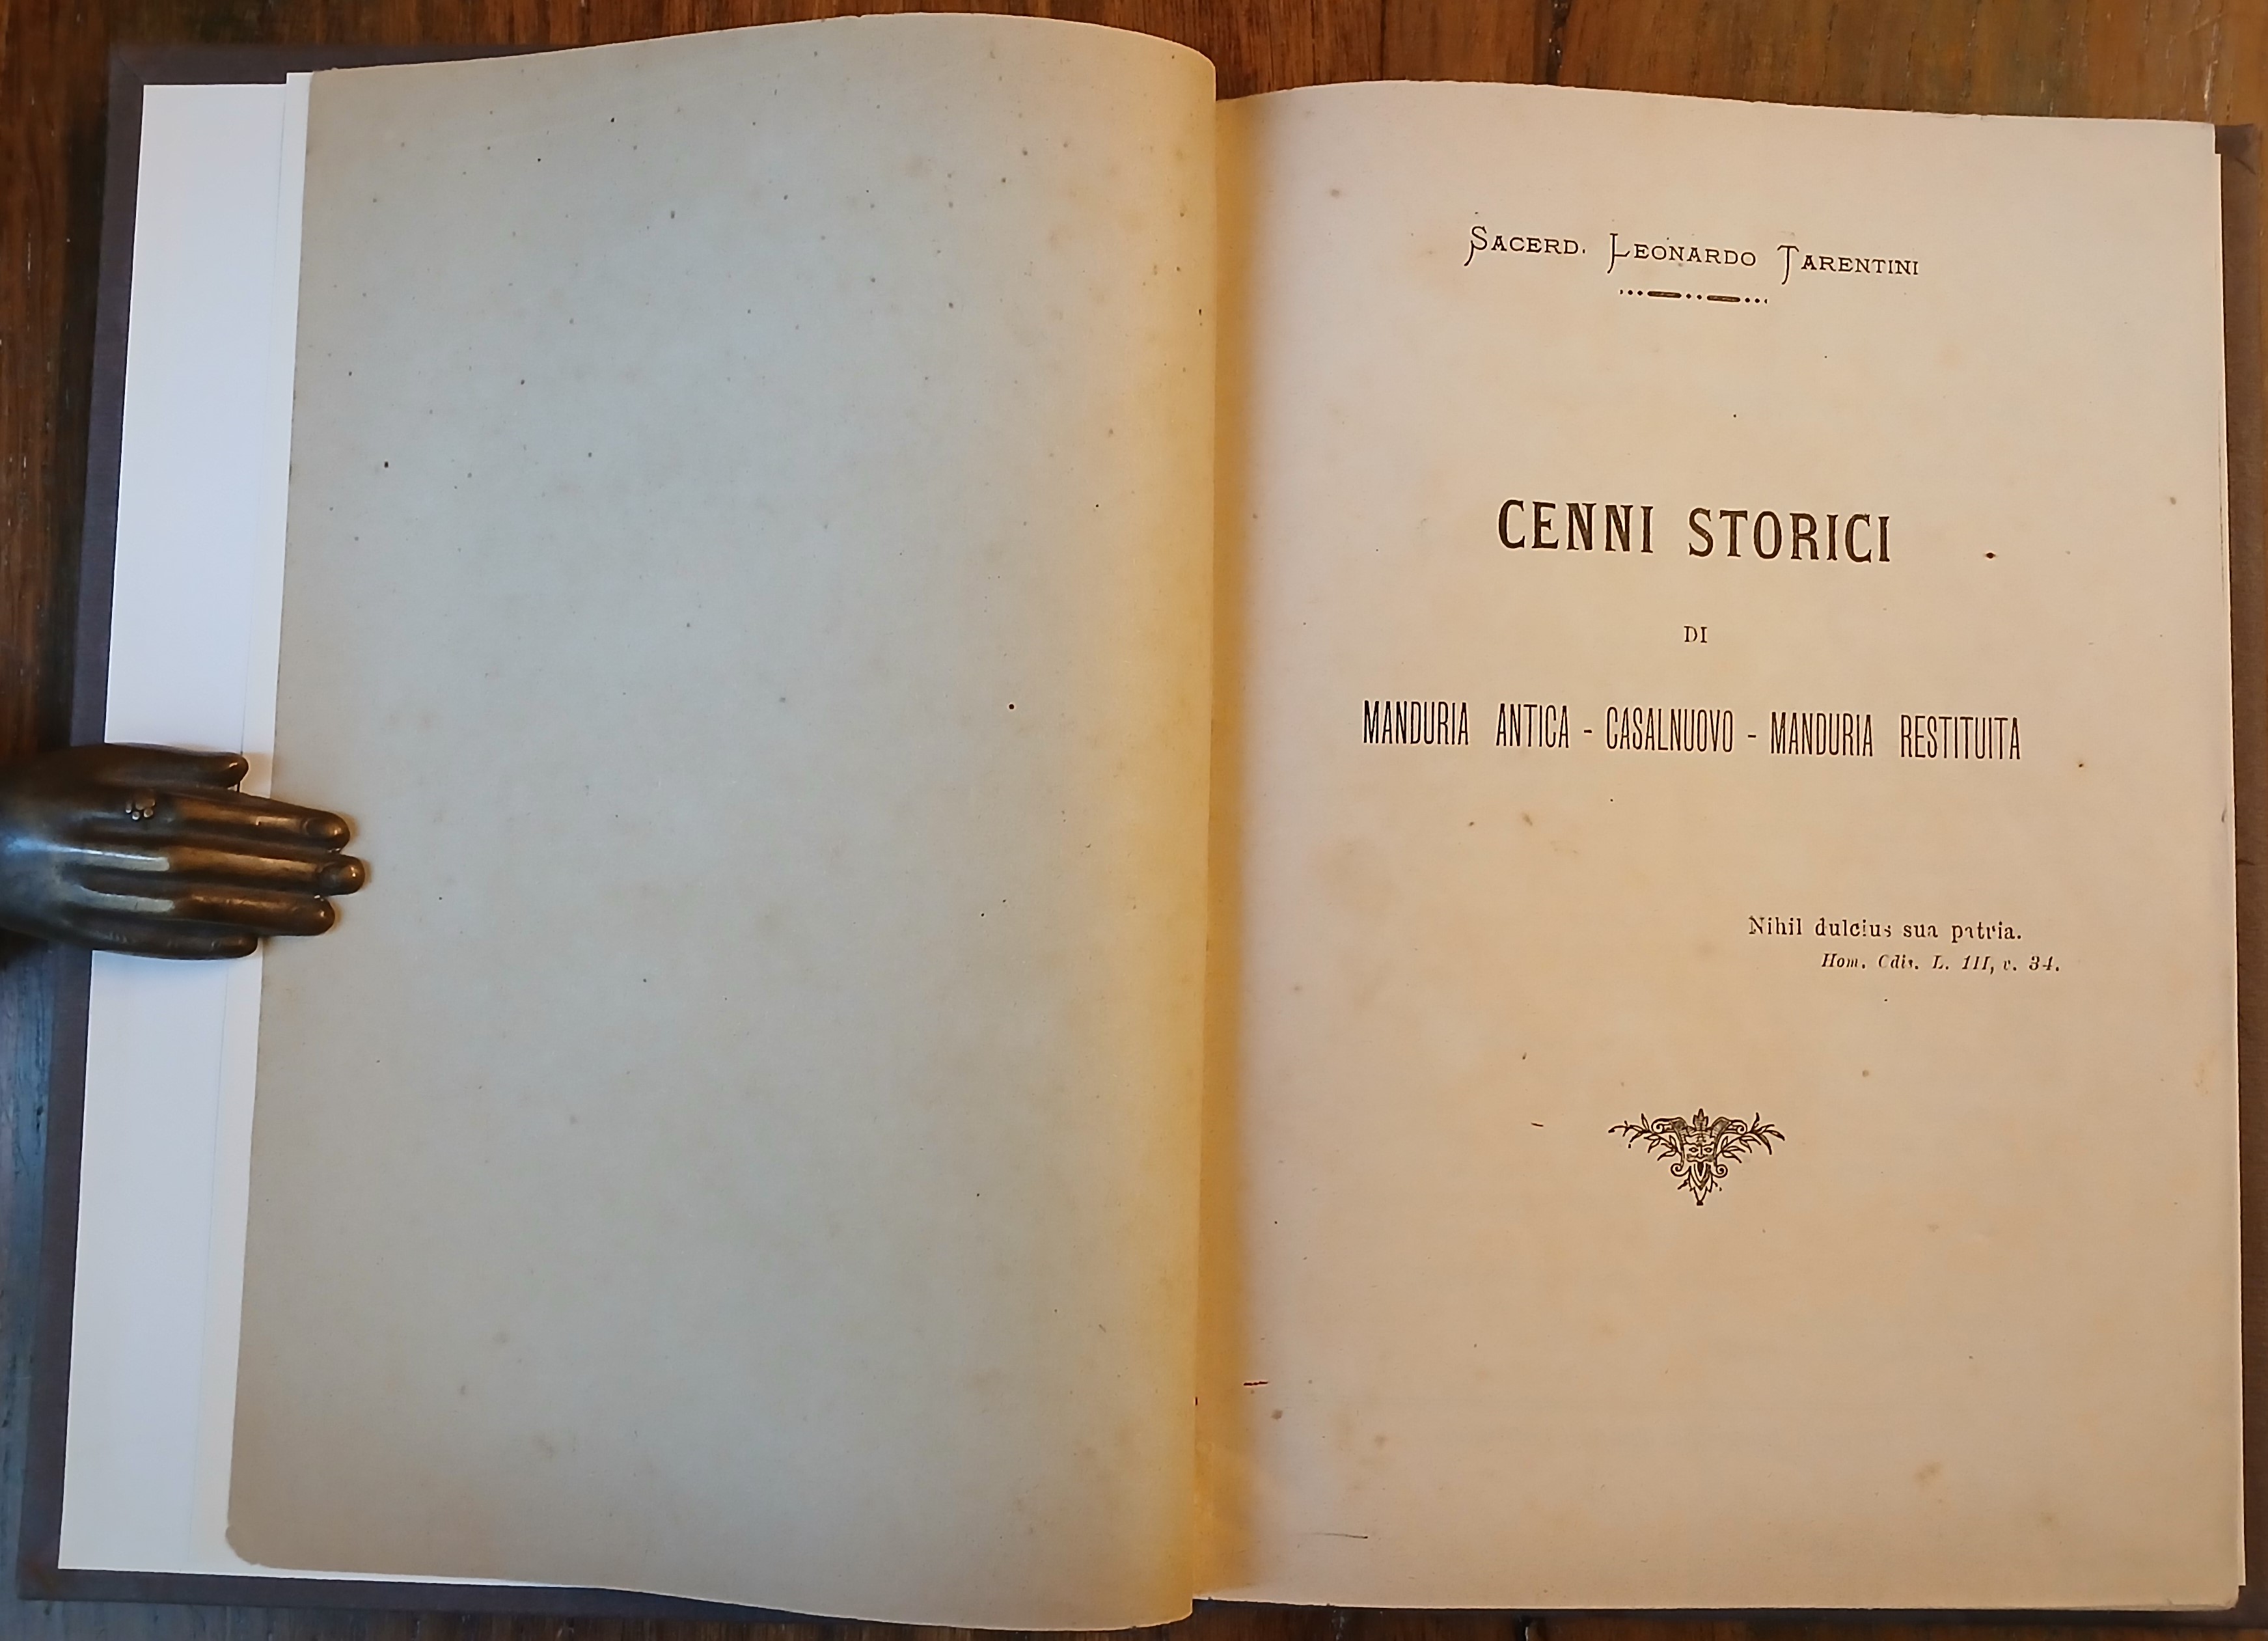 SACERD. LEONARDO TARENTINI
CENNI STORICI
DI
MANDURIA ANTICA - CASALNUOVO - MANDURIA RESTITUITA
Nihil dulcius sua patria.
Hom. Odis. L. III, v. 34.